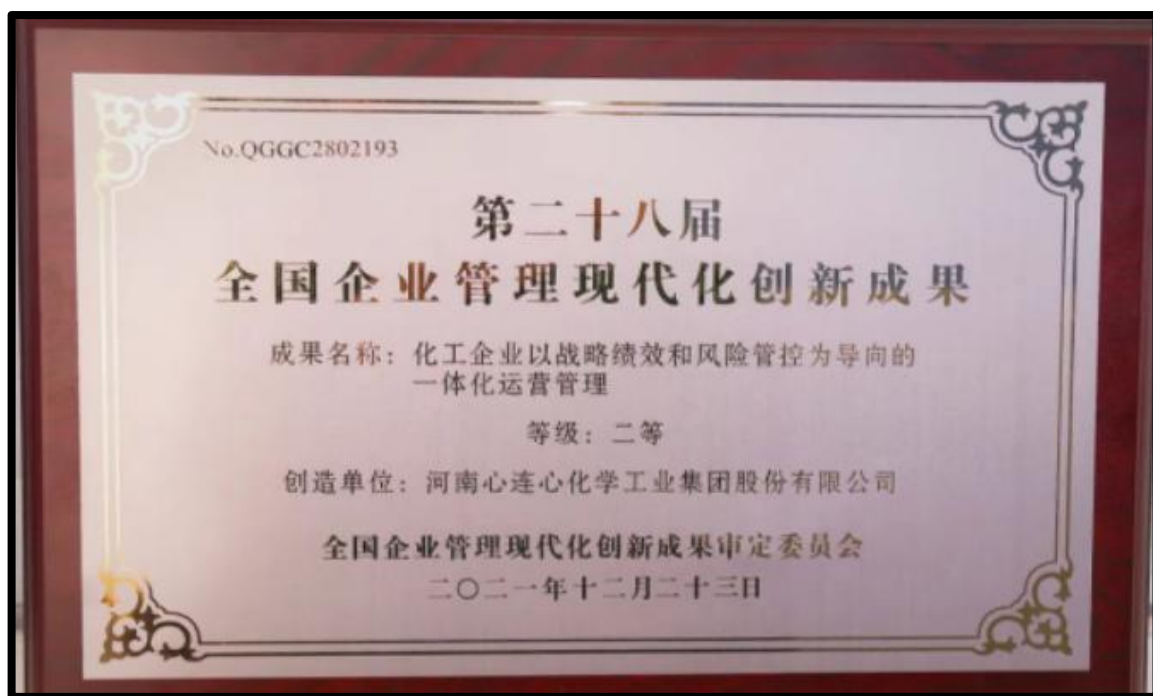 No.QGGC2802193
第二十八届
全国企业管理现代化创新成果
成果名称：化工企业以战略绩效和风险管控为导向的
一体化运营管理
等级：二等
创造单位：河南心连心化学工业集团股份有限公司
全国企业管理现代化创新成果审定委员会
二〇二一年十二月二十三日